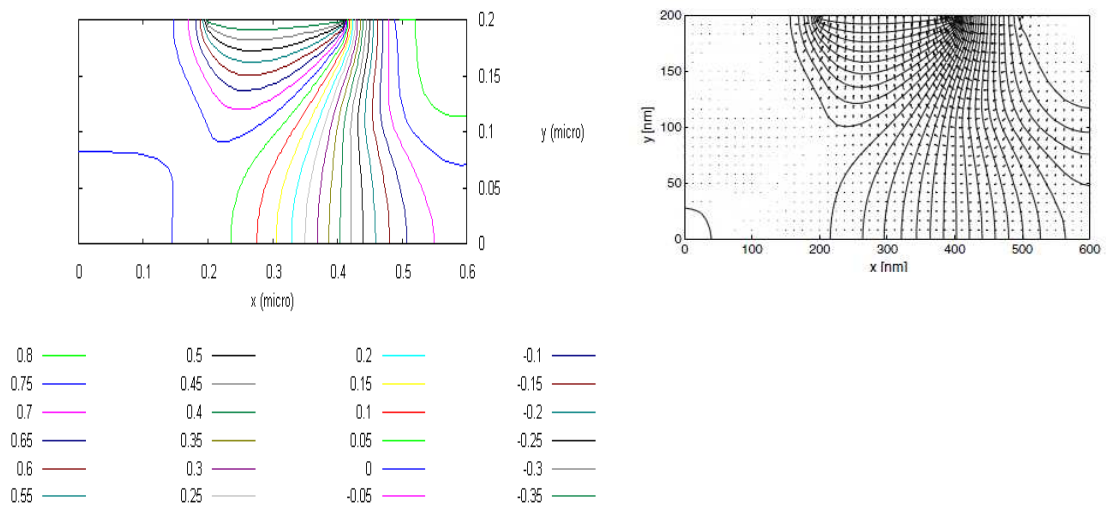 0.2
0.15
0.1
0.05
0
y (micro)
0 0.1 0.2 0.3 0.4 0.5 0.6
x (micro)
200
150
100
50
0
y [nm]
0 100 200 300 400 500 600
x [nm]
0.8 0.5 0.2 -0.1
0.75 0.45 0.15 -0.15
0.7 0.4 0.1 -0.2
0.65 0.35 0.05 -0.25
0.6 0.3 0 -0.3
0.55 0.25 -0.05 -0.35